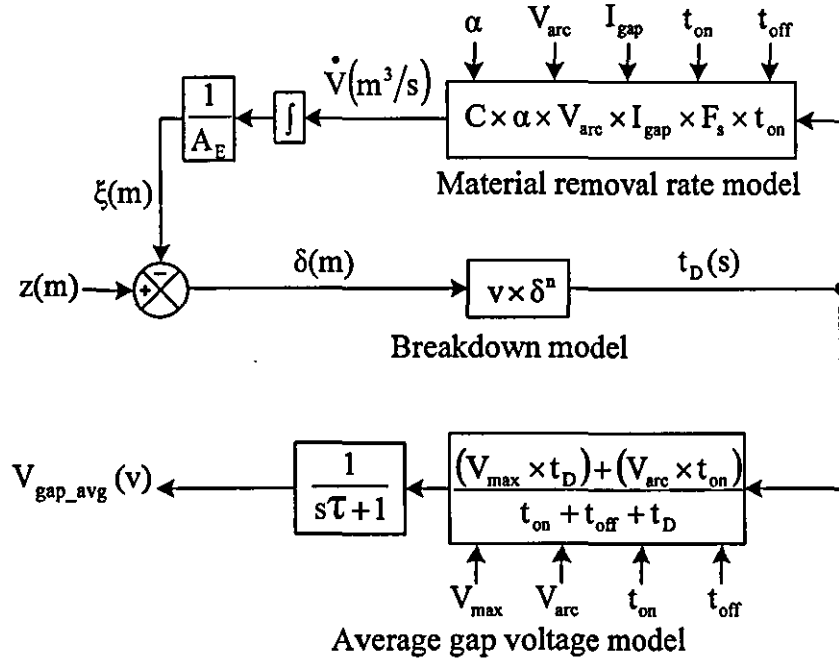 α V_arc I_gap t_on t_off
V̇(m³/s)
C × α × V_arc × I_gap × F_s × t_on
∫
1
A_E
Material removal rate model
ξ(m)
−
+
z(m)
δ(m)
v × δⁿ
t_D(s)
Breakdown model
V_gap_avg (v)
1
sτ+1
(V_max × t_D)+(V_arc × t_on)
t_on + t_off + t_D
V_max V_arc t_on t_off
Average gap voltage model